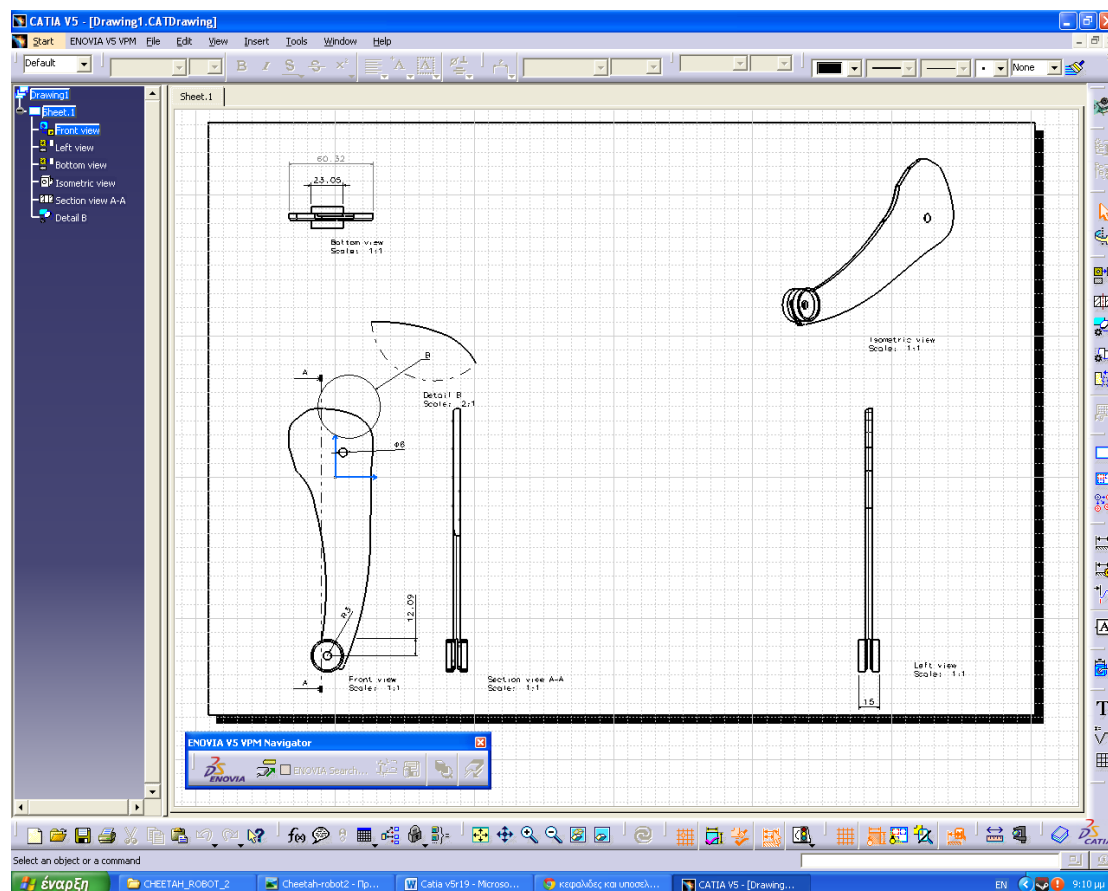 CATIA V5 - [Drawing1.CATDrawing]
Start ENOVIA V5 VPM File Edit View Insert Tools Window Help
Default
B I S S
None
Drawing1
Sheet.1
Front view
Left view
Bottom view
Isometric view
Section view A-A
Detail B
Sheet.1
60.32
23.05
Bottom view
Scale: 1:1
Isometric view
Scale: 1:1
B
A
Detail B
Scale: 2:1
φ6
12.09
R3
A
Front view
Scale: 1:1
Section view A-A
Scale: 1:1
Left view
Scale: 1:1
15
ENOVIA V5 VPM Navigator
ENOVIA
ENOVIA-Search...
CATIA
Select an object or a command
έναρξη
CHEETAH_ROBOT_2
Cheetah-robot2 - Πρ...
Catia v5r19 - Microso...
κεφαλίδες και υποσελ...
CATIA V5 - [Drawing...
EN
9:10 μμ